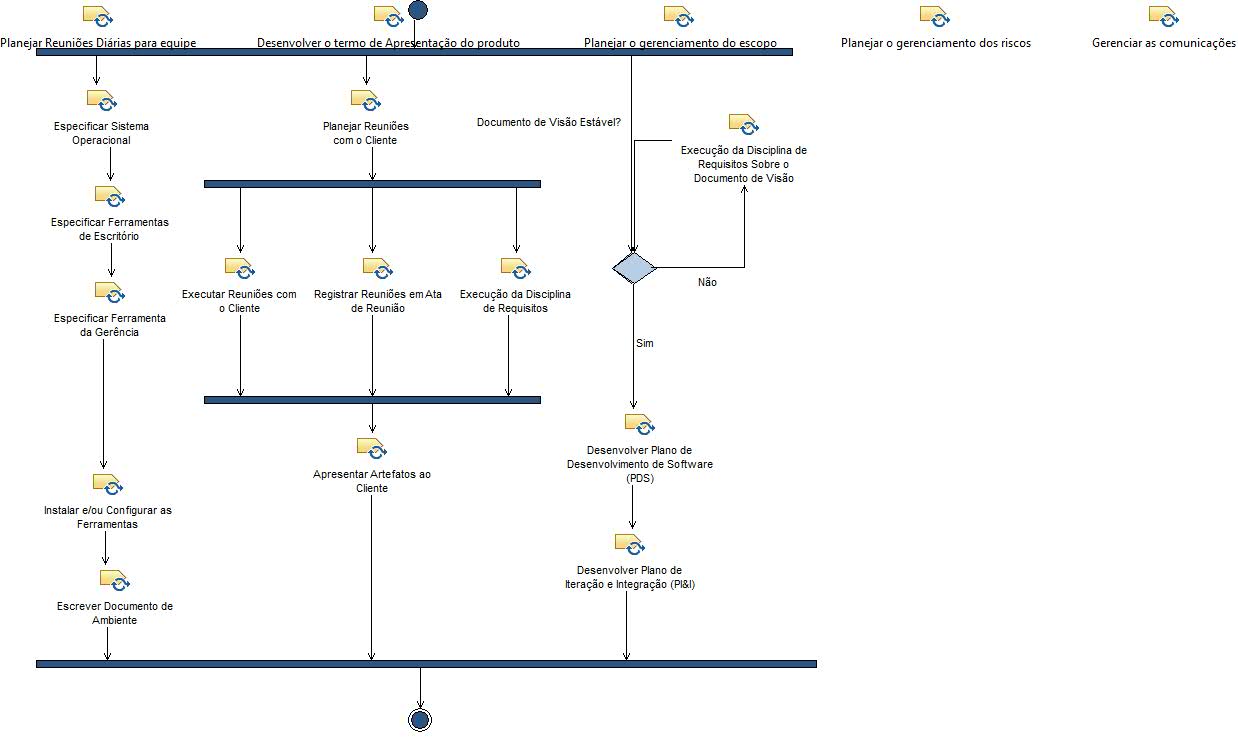 Planejar Reuniões Diárias para equipe
Desenvolver o termo de Apresentação do produto
Planejar o gerenciamento do escopo
Planejar o gerenciamento dos riscos
Gerenciar as comunicações
Especificar Sistema
Operacional
Especificar Ferramentas
de Escritório
Especificar Ferramenta
da Gerência
Instalar e/ou Configurar as
Ferramentas
Escrever Documento de
Ambiente
Planejar Reuniões
com o Cliente
Executar Reuniões com
o Cliente
Registrar Reuniões em Ata
de Reunião
Execução da Disciplina
de Requisitos
Apresentar Artefatos ao
Cliente
Documento de Visão Estável?
Execução da Disciplina de
Requisitos Sobre o
Documento de Visão
Não
Sim
Desenvolver Plano de
Desenvolvimento de Software
(PDS)
Desenvolver Plano de
Iteração e Integração (PI&I)